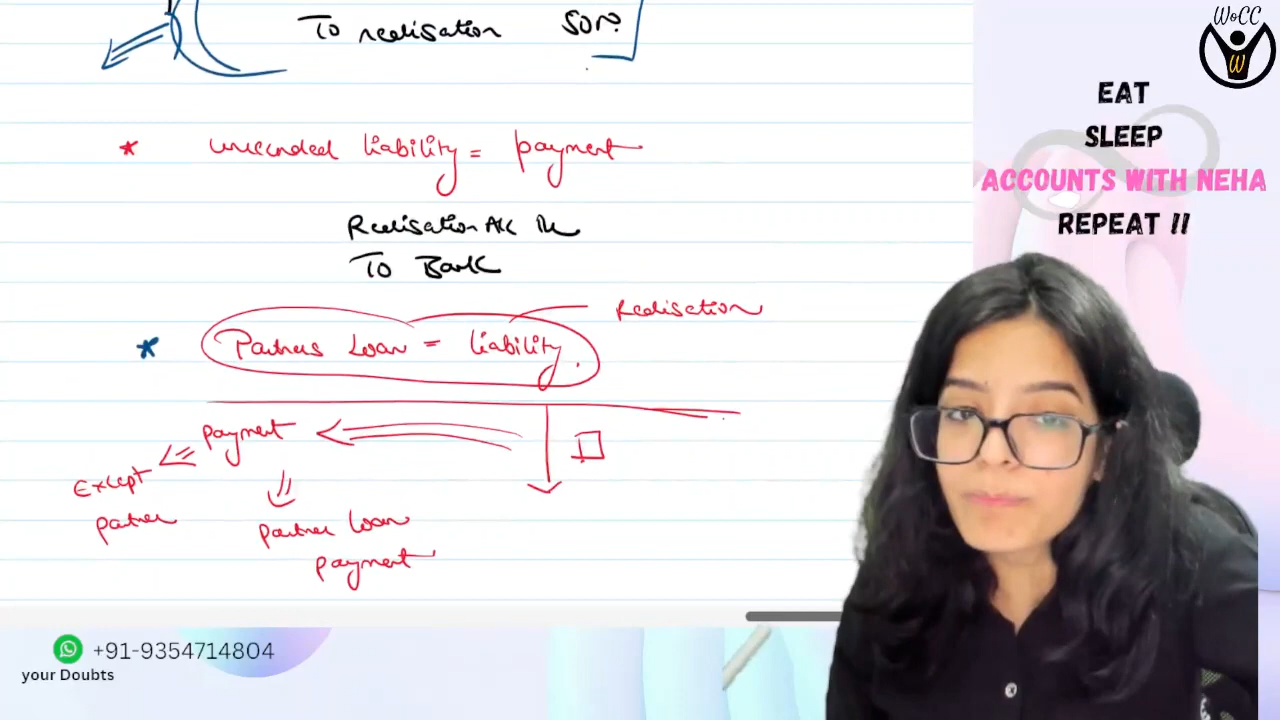 To realisation
* unrecorded liability = payment
Realisation A/c Dr
To Bank
Realisation
* Partners Loan = liability.
payment
Except
partner
partner Loan
payment
WoCC
W
EAT
SLEEP
ACCOUNTS WITH NEHA
REPEAT !!
+91-9354714804
your Doubts